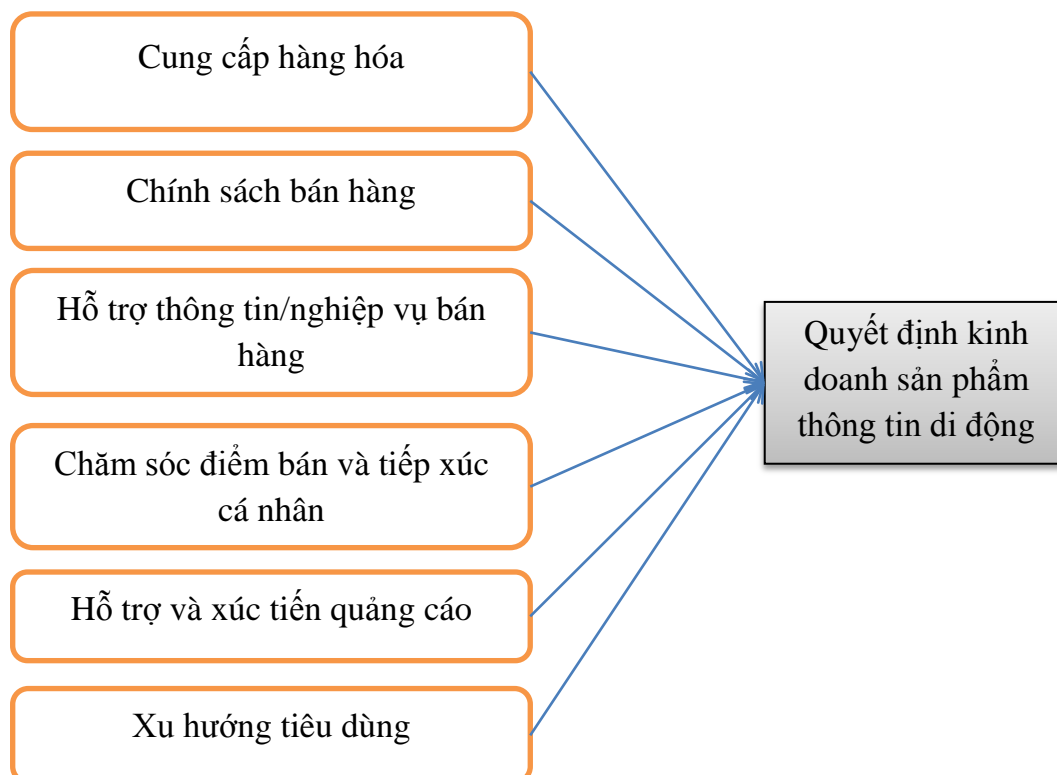 Cung cấp hàng hóa
Chính sách bán hàng
Hỗ trợ thông tin/nghiệp vụ bán
hàng
Chăm sóc điểm bán và tiếp xúc
cá nhân
Hỗ trợ và xúc tiến quảng cáo
Xu hướng tiêu dùng
Quyết định kinh
doanh sản phẩm
thông tin di động